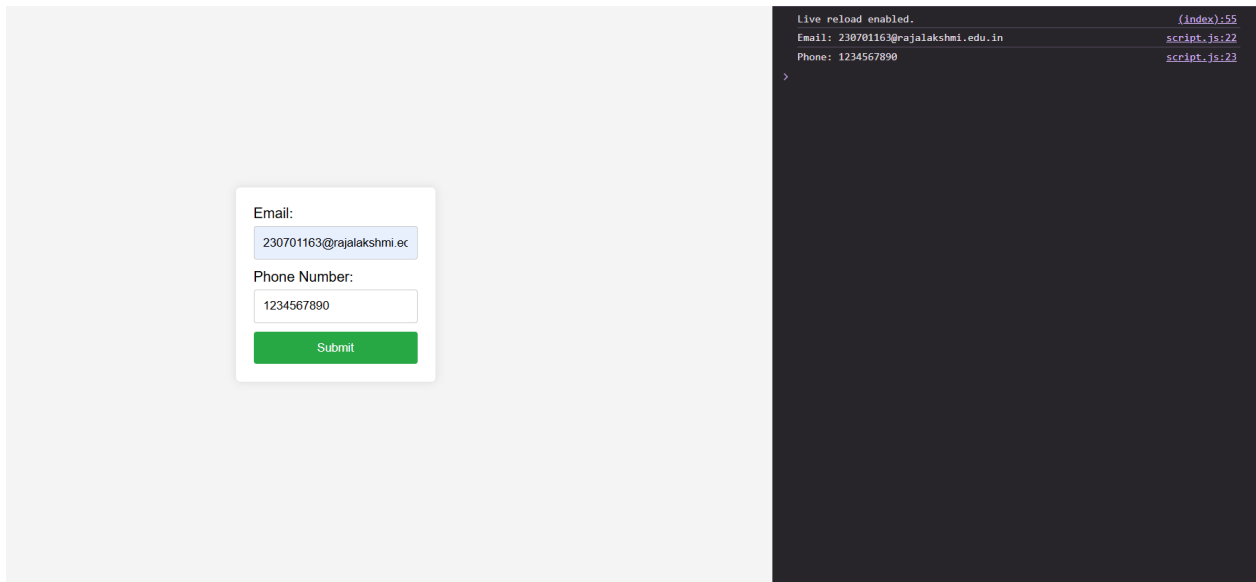 Email:
230701163@rajalakshmi.ec
Phone Number:
1234567890
Submit
Live reload enabled. (index):55
Email: 230701163@rajalakshmi.edu.in script.js:22
Phone: 1234567890 script.js:23
>